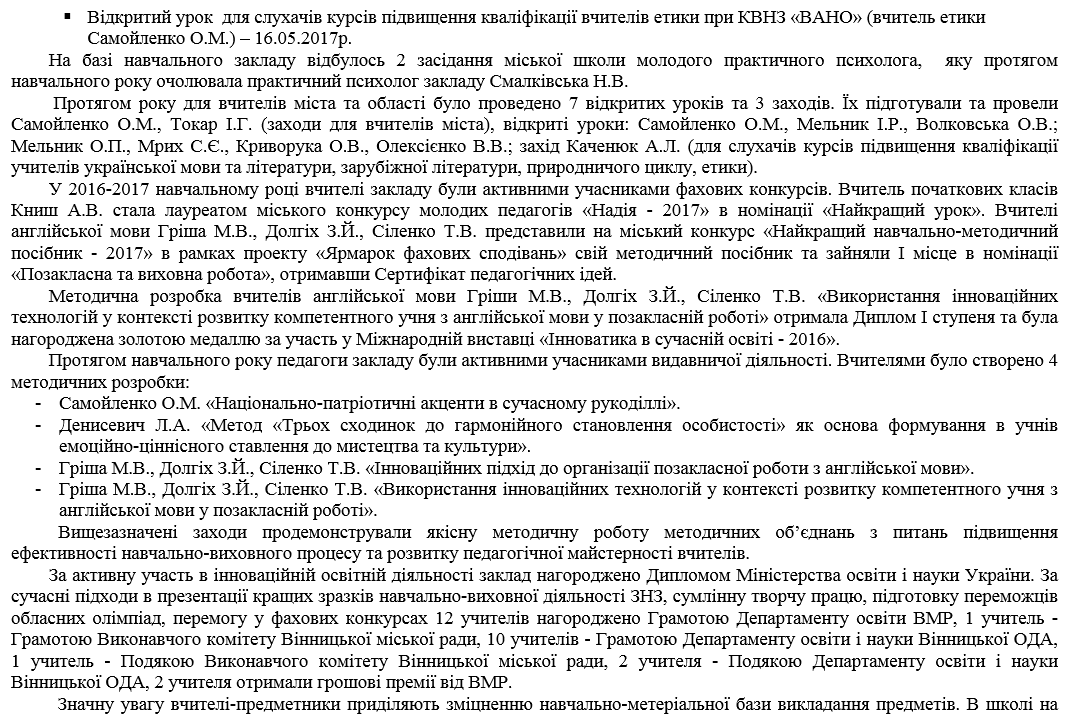 ▪ Відкритий урок для слухачів курсів підвищення кваліфікації вчителів етики при КВНЗ «ВАНО» (вчитель етики
Самойленко О.М.) – 16.05.2017р.
На базі навчального закладу відбулось 2 засідання міської школи молодого практичного психолога, яку протягом
навчального року очолювала практичний психолог закладу Смалківська Н.В.
Протягом року для вчителів міста та області було проведено 7 відкритих уроків та 3 заходів. Їх підготували та провели
Самойленко О.М., Токар І.Г. (заходи для вчителів міста), відкриті уроки: Самойленко О.М., Мельник І.Р., Волковська О.В.;
Мельник О.П., Мрих С.Є., Криворука О.В., Олексієнко В.В.; захід Каченюк А.Л. (для слухачів курсів підвищення кваліфікації
учителів української мови та літератури, зарубіжної літератури, природничого циклу, етики).
У 2016-2017 навчальному році вчителі закладу були активними учасниками фахових конкурсів. Вчитель початкових класів
Книш А.В. стала лауреатом міського конкурсу молодих педагогів «Надія - 2017» в номінації «Найкращий урок». Вчителі
англійської мови Гріша М.В., Долгіх З.Й., Сіленко Т.В. представили на міський конкурс «Найкращий навчально-методичний
посібник - 2017» в рамках проекту «Ярмарок фахових сподівань» свій методичний посібник та зайняли І місце в номінації
«Позакласна та виховна робота», отримавши Сертифікат педагогічних ідей.
Методична розробка вчителів англійської мови Гріши М.В., Долгіх З.Й., Сіленко Т.В. «Використання інноваційних
технологій у контексті розвитку компетентного учня з англійської мови у позакласній роботі» отримала Диплом І ступеня та була
нагороджена золотою медаллю за участь у Міжнародній виставці «Інноватика в сучасній освіті - 2016».
Протягом навчального року педагоги закладу були активними учасниками видавничої діяльності. Вчителями було створено 4
методичних розробки:
- Самойленко О.М. «Національно-патріотичні акценти в сучасному рукоділлі».
- Денисевич Л.А. «Метод «Трьох сходинок до гармонійного становлення особистості» як основа формування в учнів
емоційно-ціннісного ставлення до мистецтва та культури».
- Гріша М.В., Долгіх З.Й., Сіленко Т.В. «Інноваційних підхід до організації позакласної роботи з англійської мови».
- Гріша М.В., Долгіх З.Й., Сіленко Т.В. «Використання інноваційних технологій у контексті розвитку компетентного учня з
англійської мови у позакласній роботі».
Вищезазначені заходи продемонстрували якісну методичну роботу методичних об’єднань з питань підвищення
ефективності навчально-виховного процесу та розвитку педагогічної майстерності вчителів.
За активну участь в інноваційній освітній діяльності заклад нагороджено Дипломом Міністерства освіти і науки України. За
сучасні підходи в презентації кращих зразків навчально-виховної діяльності ЗНЗ, сумлінну творчу працю, підготовку переможців
обласних олімпіад, перемогу у фахових конкурсах 12 учителів нагороджено Грамотою Департаменту освіти ВМР, 1 учитель -
Грамотою Виконавчого комітету Вінницької міської ради, 10 учителів - Грамотою Департаменту освіти і науки Вінницької ОДА,
1 учитель - Подякою Виконавчого комітету Вінницької міської ради, 2 учителя - Подякою Департаменту освіти і науки
Вінницької ОДА, 2 учителя отримали грошові премії від ВМР.
Значну увагу вчителі-предметники приділяють зміцненню навчально-метеріальної бази викладання предметів. В школі на